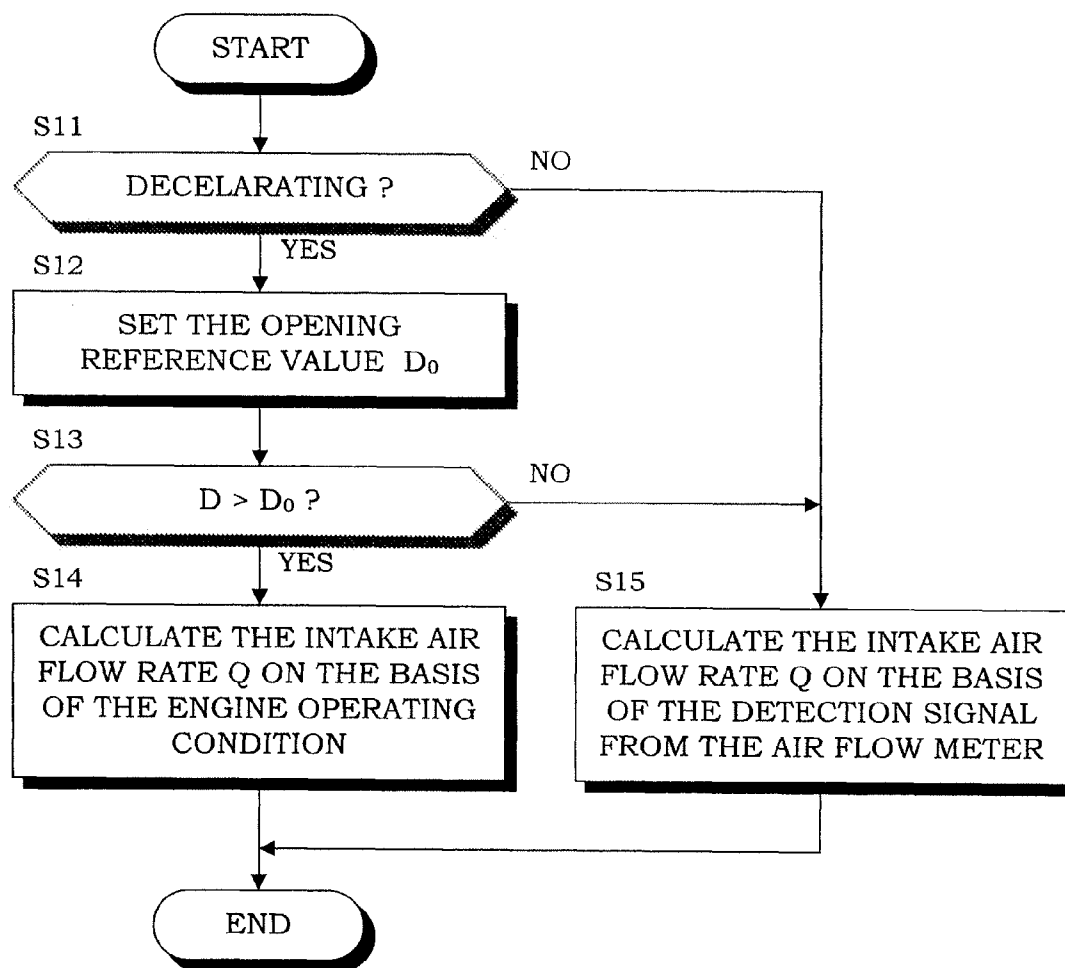 START
S11
DECELARATING ?
NO
YES
S12
SET THE OPENING
REFERENCE VALUE D₀
S13
D > D₀ ?
NO
YES
S14
CALCULATE THE INTAKE AIR
FLOW RATE Q ON THE BASIS
OF THE ENGINE OPERATING
CONDITION
S15
CALCULATE THE INTAKE AIR
FLOW RATE Q ON THE BASIS
OF THE DETECTION SIGNAL
FROM THE AIR FLOW METER
END